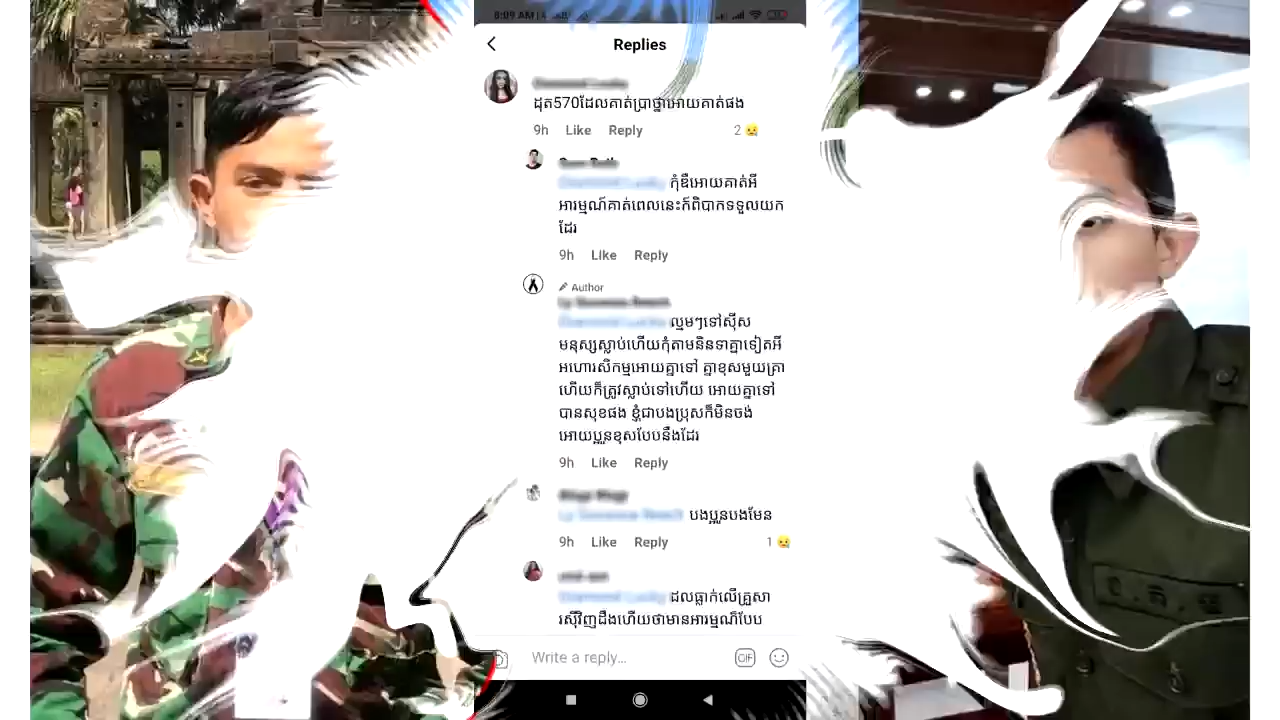 Replies
ដុត570ដែលគាត់ប្រាថ្នាអោយគាត់ផង
9h Like Reply 2
កុំឌឺអោយគាត់អី
អារម្មណ៍គាត់ពេលនេះក៍ពិបាកទទួលយក
ដែរ
9h Like Reply
Author
ល្មមៗទៅស៊ីស
មនុស្សស្លាប់ហើយកុំតាមនិនទាគ្នាទៀតអី
អហោរសិកម្មអោយគ្នាទៅ គ្នាខុសមួយគ្រា
ហើយក៏ត្រូវស្លាប់ទៅហើយ អោយគ្នាទៅ
បានសុខផង ខ្ញុំជាបងប្រុសក៏មិនចង់
អោយប្អូនខុសបែបនឹងដែរ
9h Like Reply
បងប្អូនបងមែន
9h Like Reply 1
ដល់ធ្លាក់លើគ្រួសា
រស៊ីវិញដឹងហើយថាមានអារម្មណ៏បែប
Write a reply...
GIF